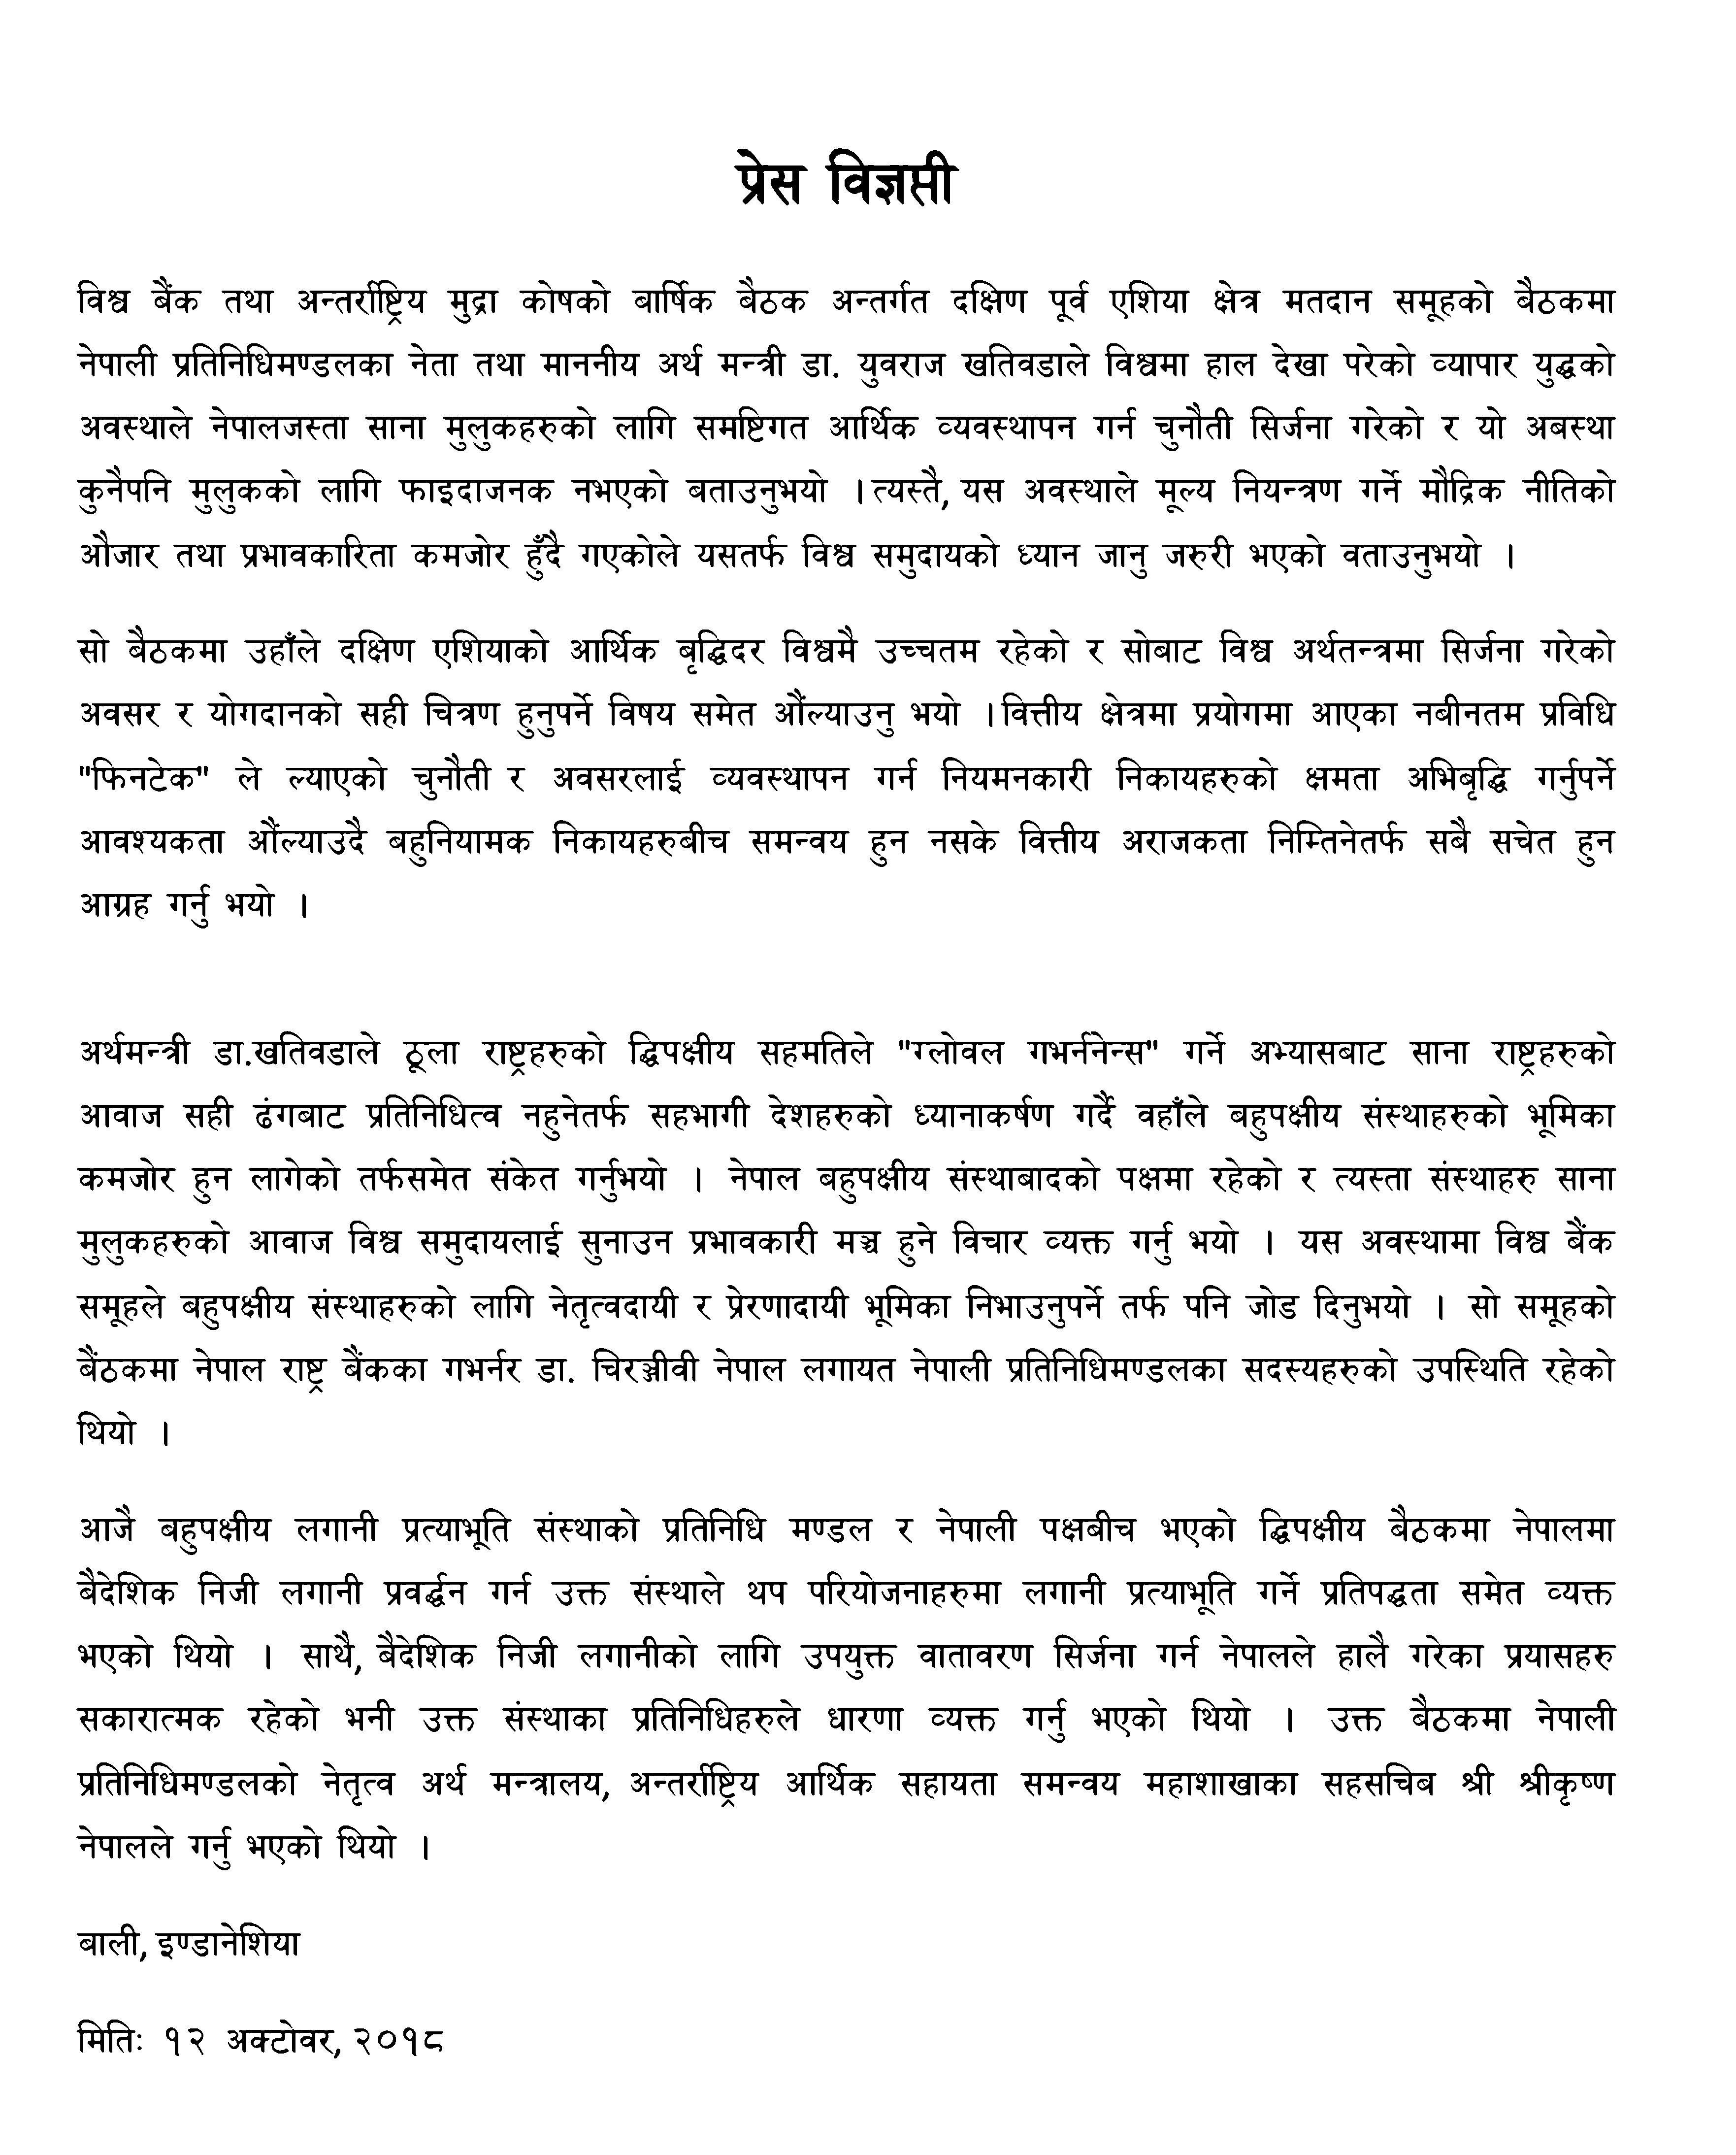 प्रेस विज्ञप्ती
विश्व बैंक तथा अन्तर्राष्ट्रिय मुद्रा कोषको बार्षिक बैठक अन्तर्गत दक्षिण पूर्व एशिया क्षेत्र मतदान समूहको बैठकमा
नेपाली प्रतिनिधिमण्डलका नेता तथा माननीय अर्थ मन्त्री डा. युवराज खतिवडाले विश्वमा हाल देखा परेको व्यापार युद्धको
अवस्थाले नेपालजस्ता साना मुलुकहरुको लागि समष्टिगत आर्थिक व्यवस्थापन गर्न चुनौती सिर्जना गरेको र यो अबस्था
कुनैपनि मुलुकको लागि फाइदाजनक नभएको बताउनुभयो । त्यस्तै, यस अवस्थाले मूल्य नियन्त्रण गर्ने मौद्रिक नीतिको
औजार तथा प्रभावकारिता कमजोर हुँदै गएकोले यसतर्फ विश्व समुदायको ध्यान जानु जरुरी भएको वताउनुभयो ।
सो बैठकमा उहाँले दक्षिण एशियाको आर्थिक बृद्धिदर विश्वमै उच्चतम रहेको र सोबाट विश्व अर्थतन्त्रमा सिर्जना गरेको
अवसर र योगदानको सही चित्रण हुनुपर्ने विषय समेत औंल्याउनु भयो । वित्तीय क्षेत्रमा प्रयोगमा आएका नबीनतम प्रविधि
"फिनटेक" ले ल्याएको चुनौती र अवसरलाई व्यवस्थापन गर्न नियमनकारी निकायहरुको क्षमता अभिबृद्धि गर्नुपर्ने
आवश्यकता औंल्याउदै बहुनियामक निकायहरुबीच समन्वय हुन नसके वित्तीय अराजकता निम्तिनेतर्फ सबै सचेत हुन
आग्रह गर्नु भयो ।
अर्थमन्त्री डा.खतिवडाले ठूला राष्ट्रहरुको द्विपक्षीय सहमतिले "ग्लोवल गभर्ननेन्स" गर्ने अभ्यासबाट साना राष्ट्रहरुको
आवाज सही ढंगबाट प्रतिनिधित्व नहुनेतर्फ सहभागी देशहरुको ध्यानाकर्षण गर्दै वहाँले बहुपक्षीय संस्थाहरुको भूमिका
कमजोर हुन लागेको तर्फसमेत संकेत गर्नुभयो । नेपाल बहुपक्षीय संस्थाबादको पक्षमा रहेको र त्यस्ता संस्थाहरु साना
मुलुकहरुको आवाज विश्व समुदायलाई सुनाउन प्रभावकारी मञ्च हुने विचार व्यक्त गर्नु भयो । यस अवस्थामा विश्व बैंक
समूहले बहुपक्षीय संस्थाहरुको लागि नेतृत्वदायी र प्रेरणादायी भूमिका निभाउनुपर्ने तर्फ पनि जोड दिनुभयो । सो समूहको
बैंठकमा नेपाल राष्ट्र बैंकका गभर्नर डा. चिरञ्जीवी नेपाल लगायत नेपाली प्रतिनिधिमण्डलका सदस्यहरुको उपस्थिति रहेको
थियो ।
आजै बहुपक्षीय लगानी प्रत्याभूति संस्थाको प्रतिनिधि मण्डल र नेपाली पक्षबीच भएको द्विपक्षीय बैठकमा नेपालमा
बैदेशिक निजी लगानी प्रवर्द्धन गर्न उक्त संस्थाले थप परियोजनाहरुमा लगानी प्रत्याभूति गर्ने प्रतिपद्धता समेत व्यक्त
भएको थियो । साथै, बैदेशिक निजी लगानीको लागि उपयुक्त वातावरण सिर्जना गर्न नेपालले हालै गरेका प्रयासहरु
सकारात्मक रहेको भनी उक्त संस्थाका प्रतिनिधिहरुले धारणा व्यक्त गर्नु भएको थियो । उक्त बैठकमा नेपाली
प्रतिनिधिमण्डलको नेतृत्व अर्थ मन्त्रालय, अन्तर्राष्ट्रिय आर्थिक सहायता समन्वय महाशाखाका सहसचिब श्री श्रीकृष्ण
नेपालले गर्नु भएको थियो ।
बाली, इण्डानेशिया
मितिः १२ अक्टोवर, २०१८